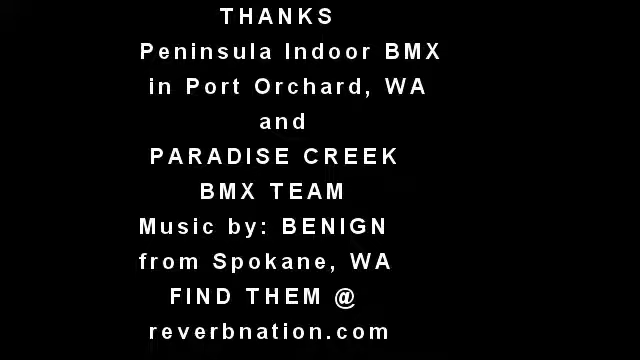 THANKS
Peninsula Indoor BMX
in Port Orchard, WA
and
PARADISE CREEK
BMX TEAM
Music by: BENIGN
from Spokane, WA
FIND THEM @
reverbnation.com